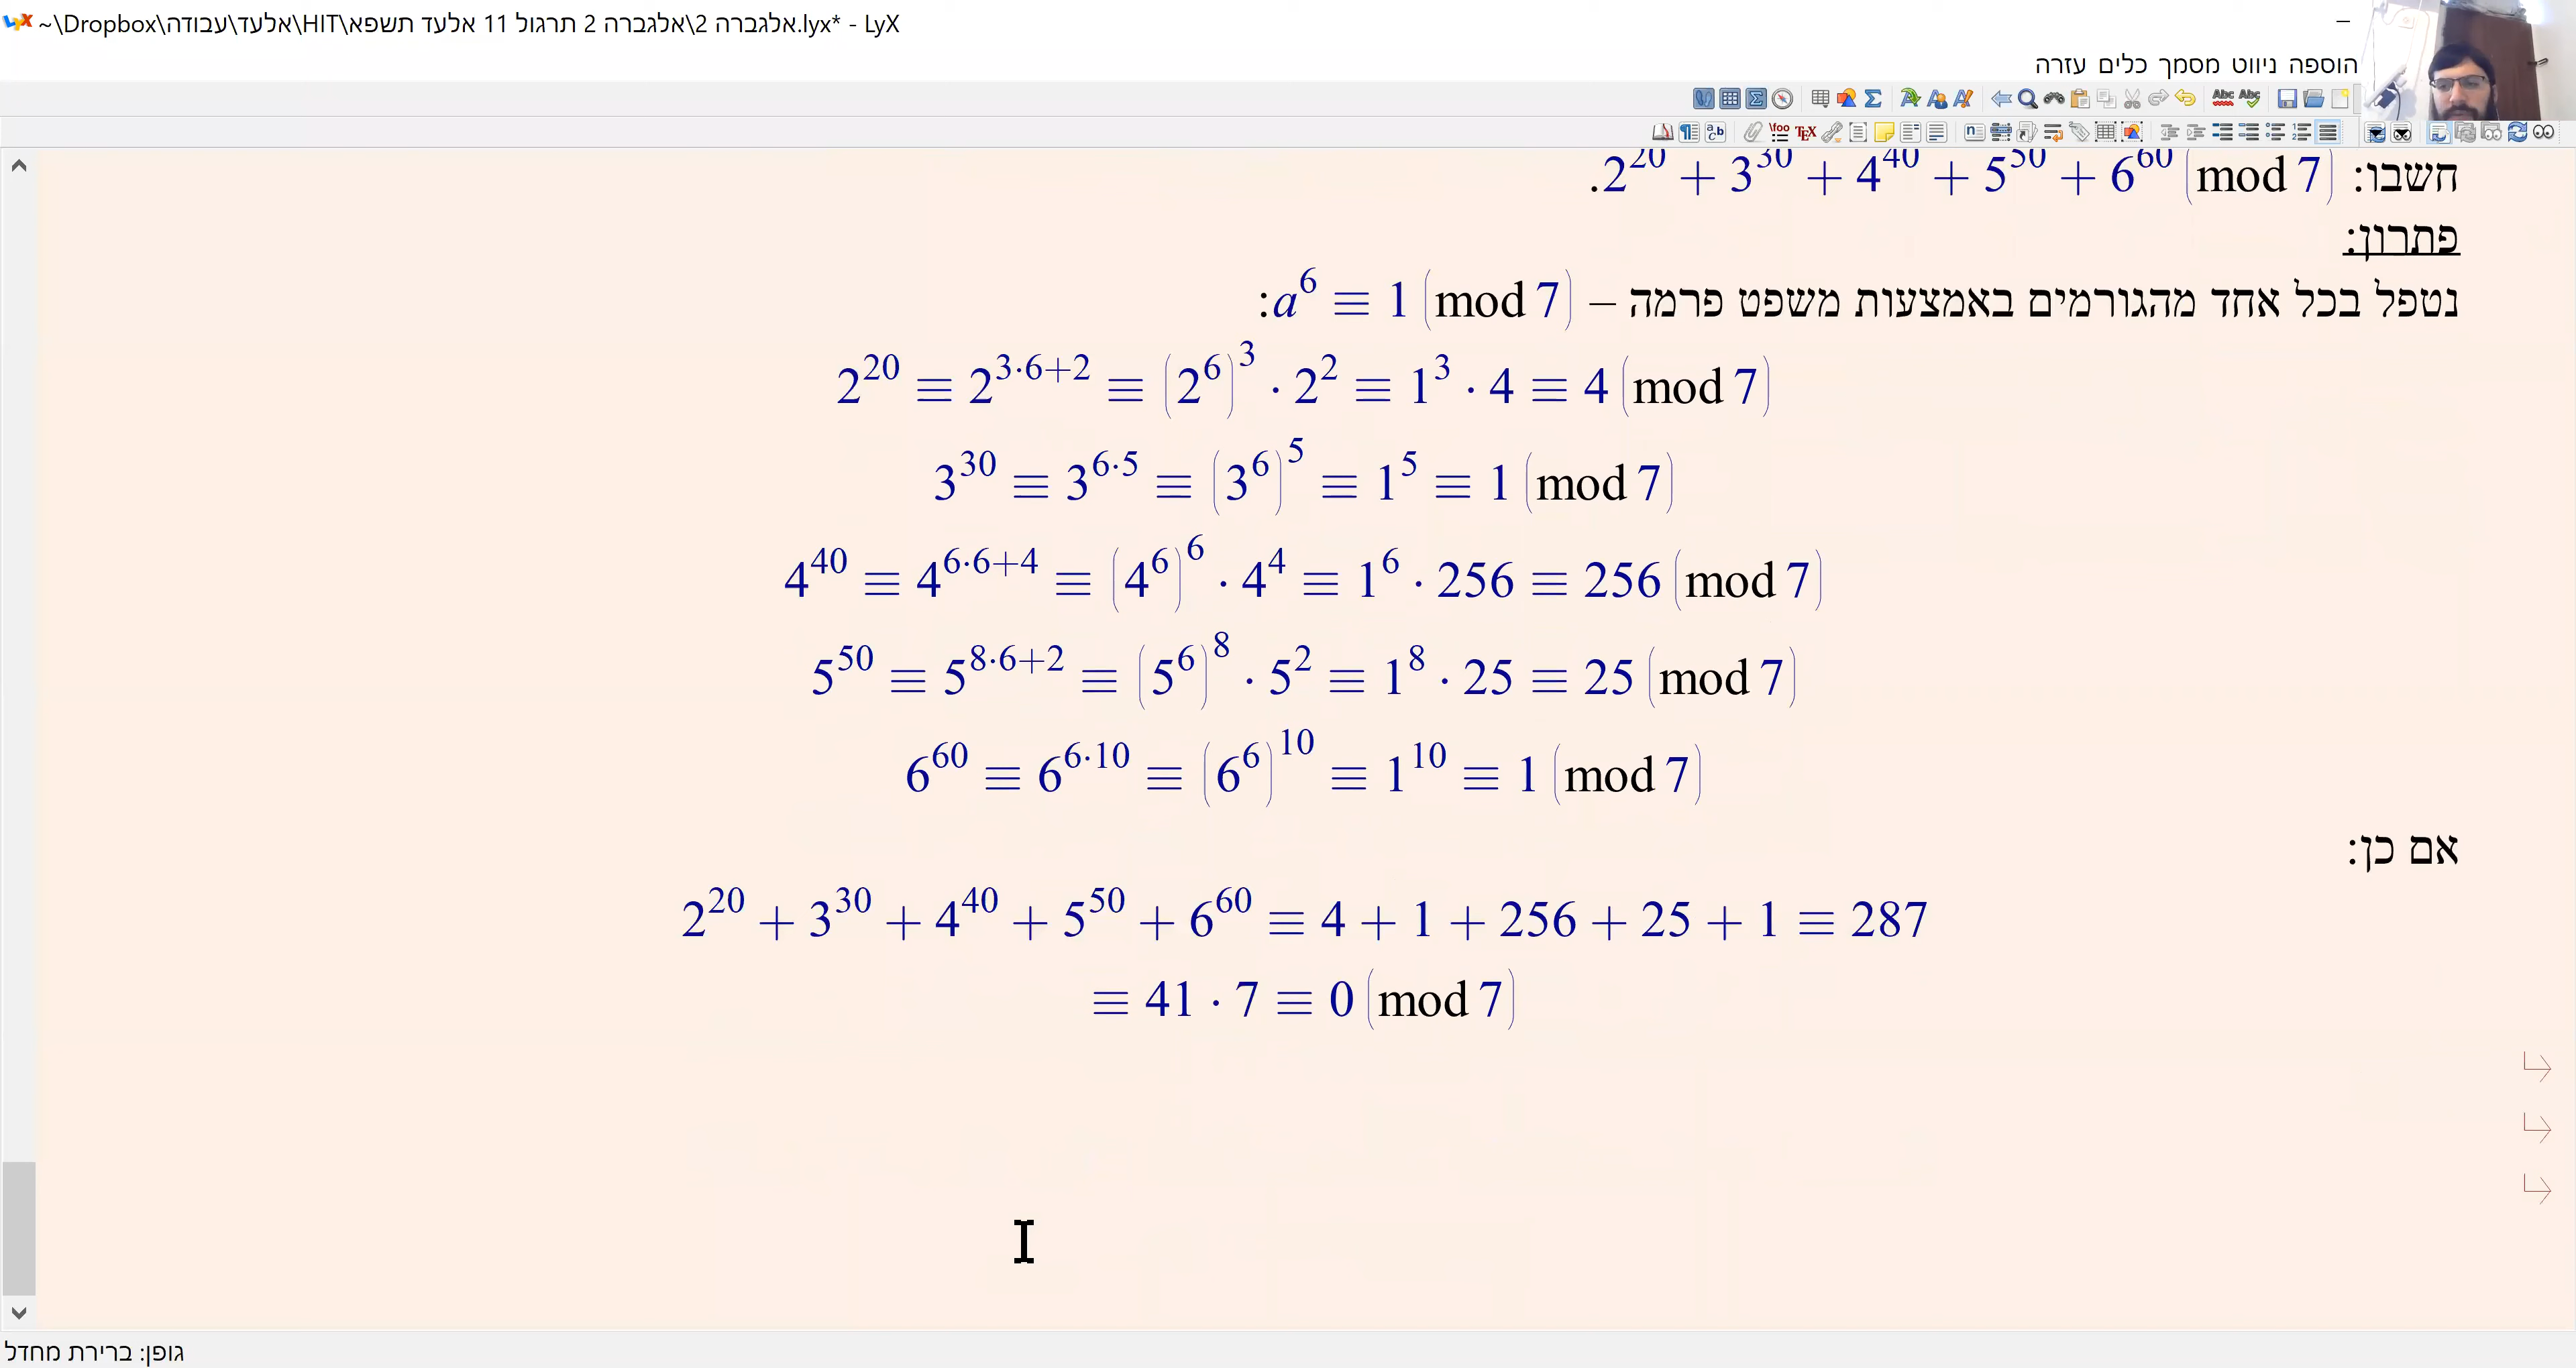 ~\Dropbox\אלגברה 2\אלגברה 2 תרגול 11 אלעד תשפא\HIT\אלעד\עבודה.lyx* - LyX
הוספה ניווט מסמך כלים עזרה
חשבו: 2^20 + 3^30 + 4^40 + 5^50 + 6^60 (mod 7).
פתרון:
נטפל בכל אחד מהגורמים באמצעות משפט פרמה – a^6 ≡ 1 (mod 7):
2^20 ≡ 2^{3·6+2} ≡ (2^6)^3 · 2^2 ≡ 1^3 · 4 ≡ 4 (mod 7)
3^30 ≡ 3^{6·5} ≡ (3^6)^5 ≡ 1^5 ≡ 1 (mod 7)
4^40 ≡ 4^{6·6+4} ≡ (4^6)^6 · 4^4 ≡ 1^6 · 256 ≡ 256 (mod 7)
5^50 ≡ 5^{8·6+2} ≡ (5^6)^8 · 5^2 ≡ 1^8 · 25 ≡ 25 (mod 7)
6^60 ≡ 6^{6·10} ≡ (6^6)^10 ≡ 1^10 ≡ 1 (mod 7)
אם כן:
2^20 + 3^30 + 4^40 + 5^50 + 6^60 ≡ 4 + 1 + 256 + 25 + 1 ≡ 287
≡ 41 · 7 ≡ 0 (mod 7)
גופן: ברירת מחדל